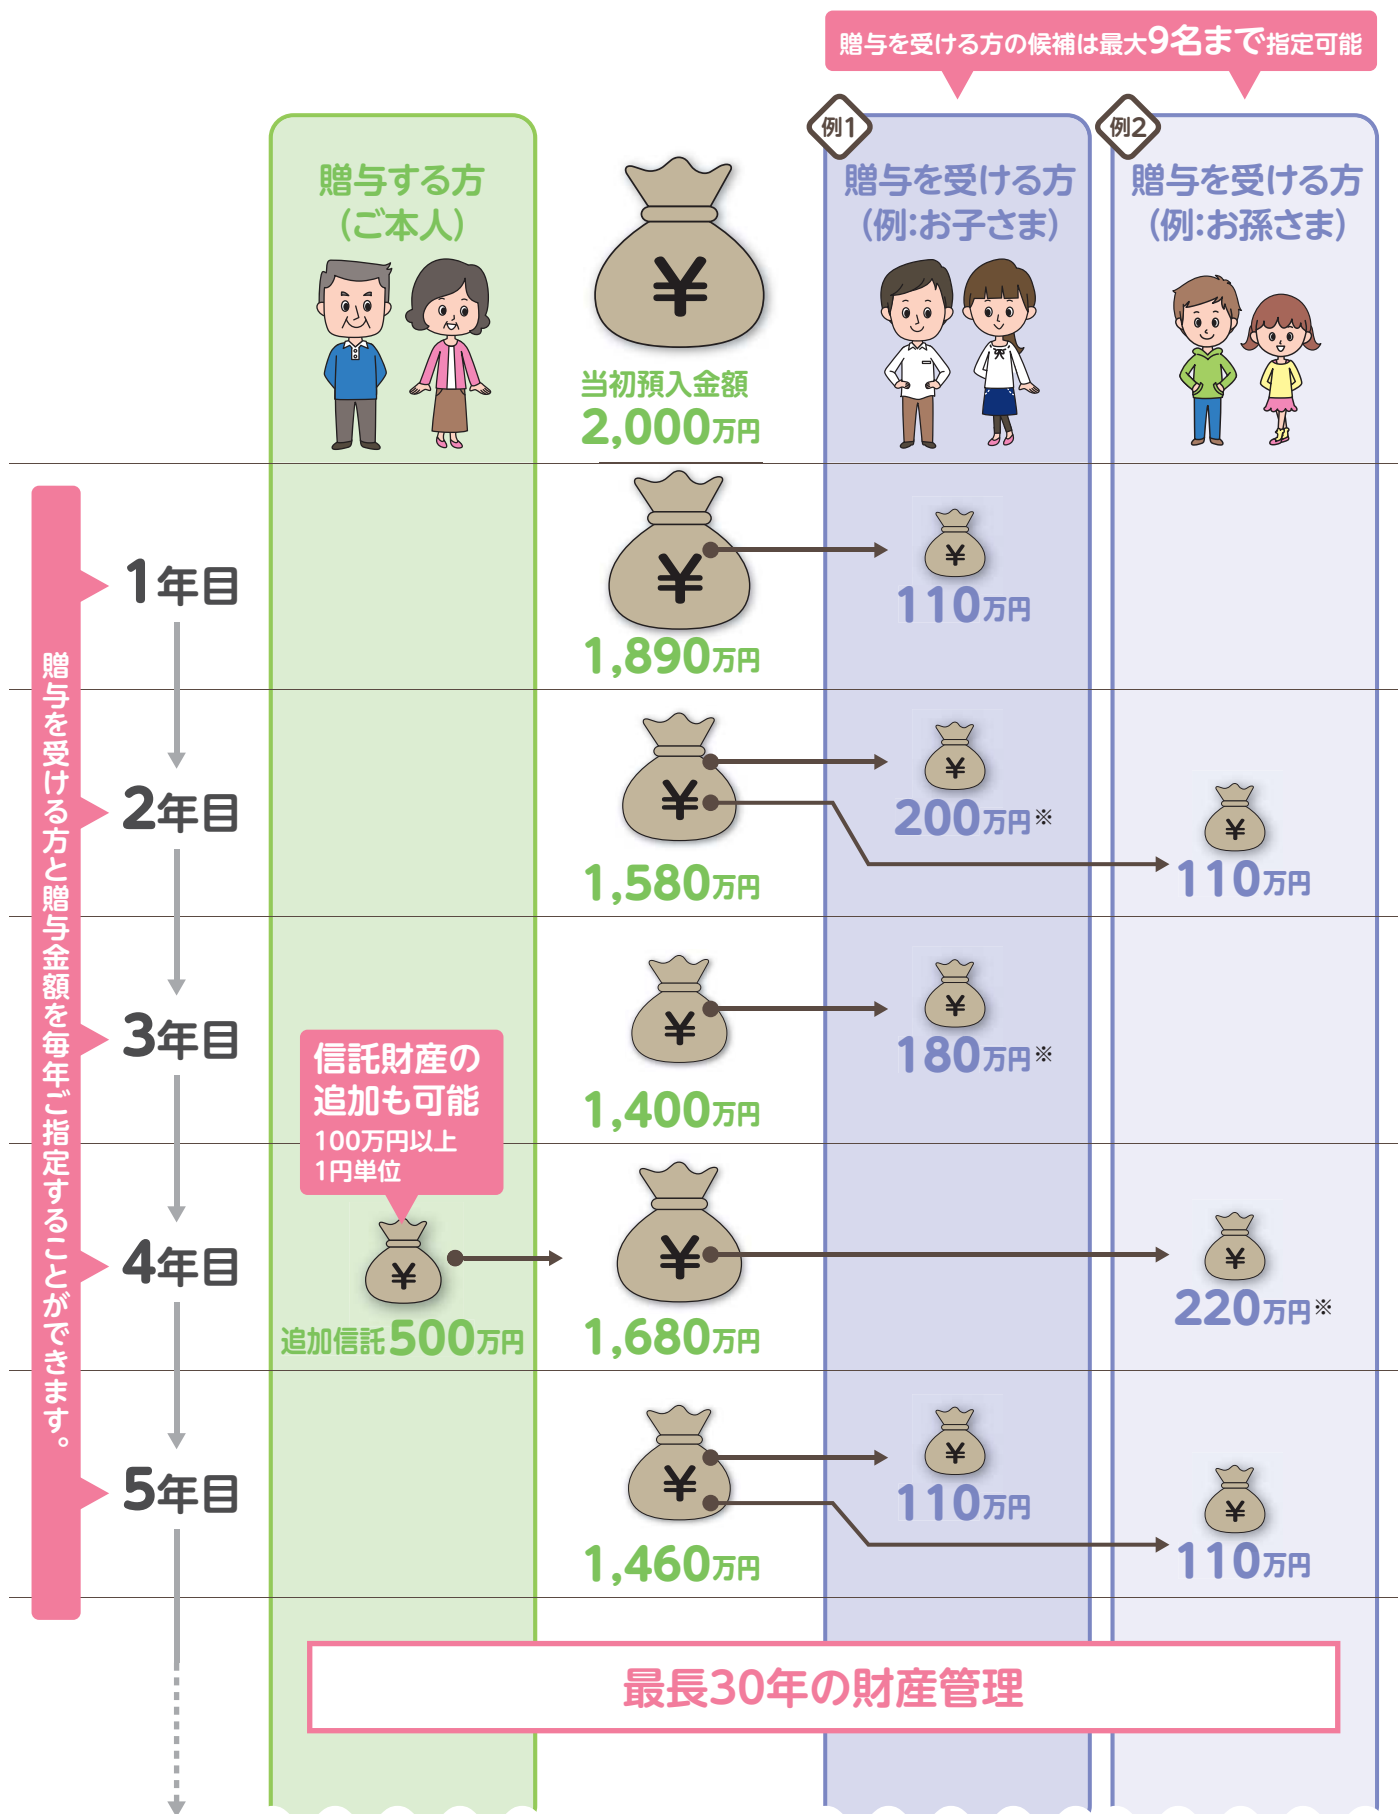 贈与を受ける方の候補は最大9名まで指定可能
例1
例2
贈与する方
(ご本人)
贈与を受ける方
(例:お子さま)
贈与を受ける方
(例:お孫さま)
¥
当初預入金額
2,000万円
贈与を受ける方と贈与金額を毎年ご指定することができます。
1年目
¥
1,890万円
¥
110万円
2年目
¥
1,580万円
¥
200万円※
¥
110万円
3年目
¥
1,400万円
¥
180万円※
信託財産の
追加も可能
100万円以上
1円単位
4年目
¥
追加信託500万円
¥
1,680万円
¥
220万円※
5年目
¥
1,460万円
¥
110万円
¥
110万円
最長30年の財産管理